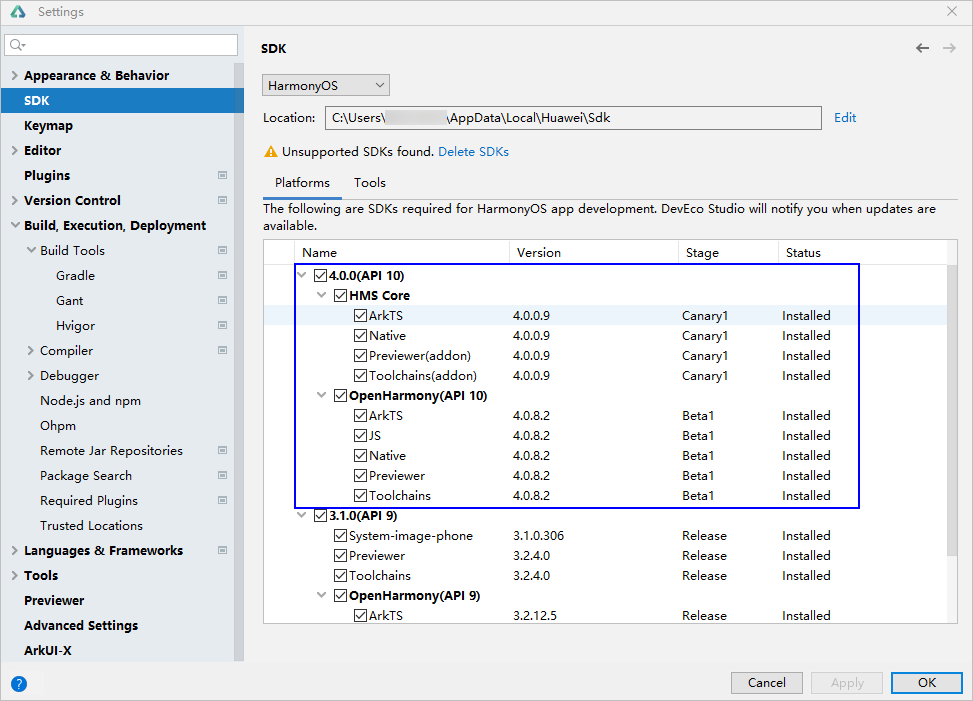 Settings
Appearance & Behavior
SDK
Keymap
Editor
Plugins
Version Control
Build, Execution, Deployment
Build Tools
Gradle
Gant
Hvigor
Compiler
Debugger
Node.js and npm
Ohpm
Remote Jar Repositories
Package Search
Required Plugins
Trusted Locations
Languages & Frameworks
Tools
Previewer
Advanced Settings
ArkUI-X
SDK
HarmonyOS
Location: C:\Users\ \AppData\Local\Huawei\Sdk Edit
Unsupported SDKs found. Delete SDKs
Platforms Tools
The following are SDKs required for HarmonyOS app development. DevEco Studio will notify you when updates are
available.
Name Version Stage Status
4.0.0(API 10)
HMS Core
ArkTS 4.0.0.9 Canary1 Installed
Native 4.0.0.9 Canary1 Installed
Previewer(addon) 4.0.0.9 Canary1 Installed
Toolchains(addon) 4.0.0.9 Canary1 Installed
OpenHarmony(API 10)
ArkTS 4.0.8.2 Beta1 Installed
JS 4.0.8.2 Beta1 Installed
Native 4.0.8.2 Beta1 Installed
Previewer 4.0.8.2 Beta1 Installed
Toolchains 4.0.8.2 Beta1 Installed
3.1.0(API 9)
System-image-phone 3.1.0.306 Release Installed
Previewer 3.2.4.0 Release Installed
Toolchains 3.2.4.0 Release Installed
OpenHarmony(API 9)
ArkTS 3.2.12.5 Release Installed
?
Cancel Apply OK